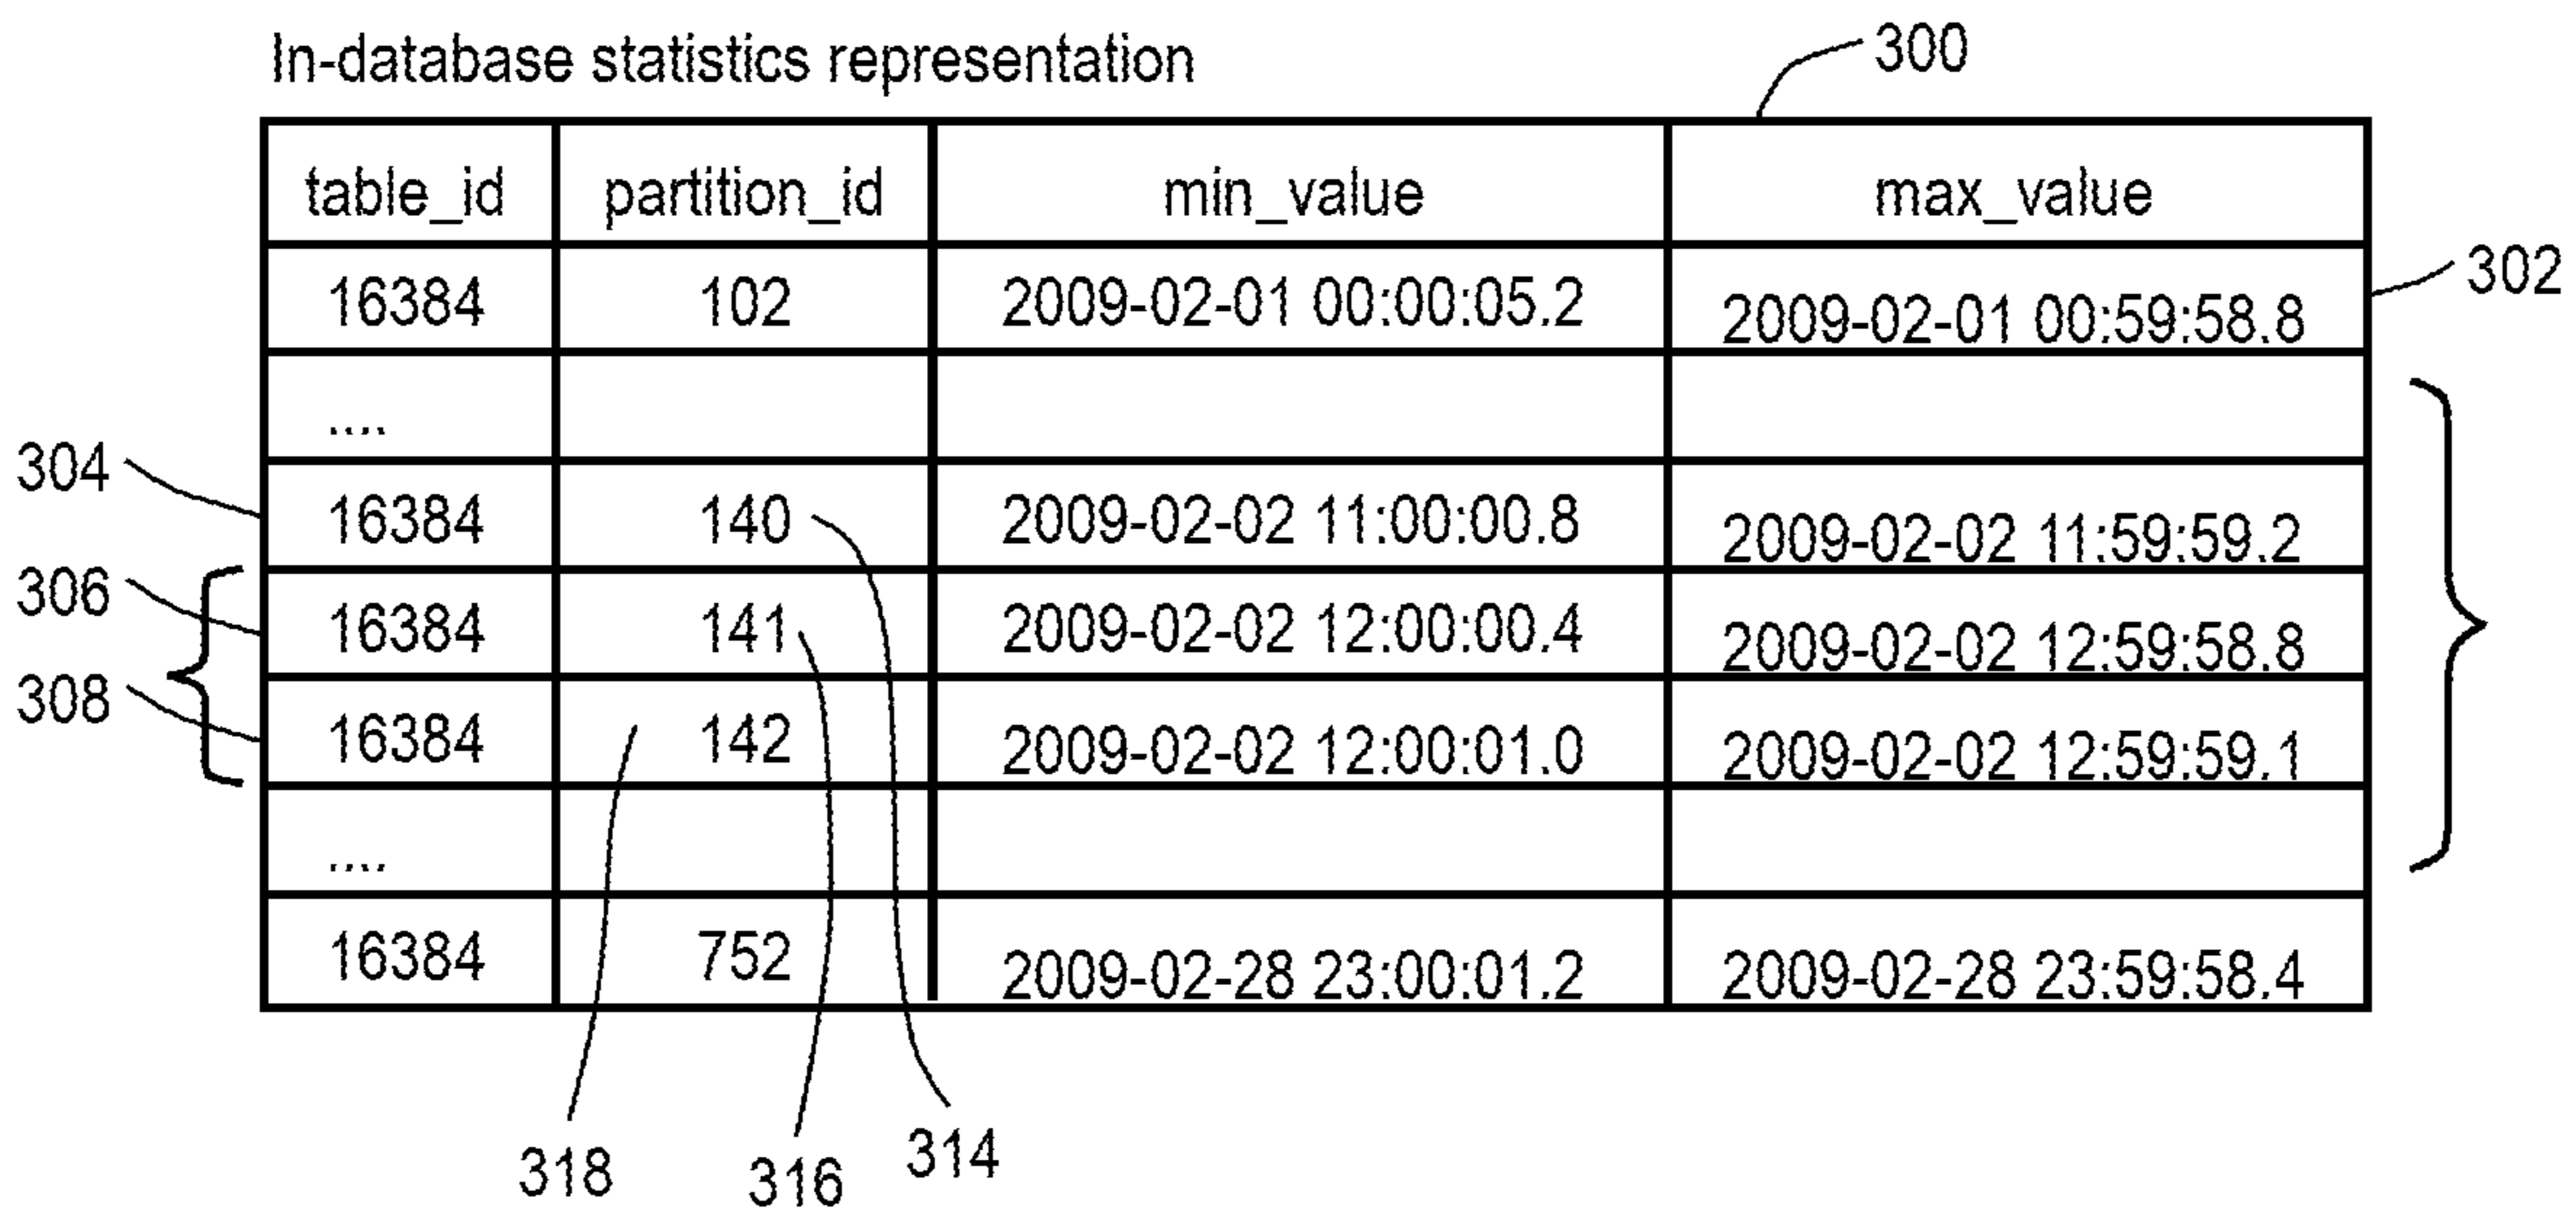 In-database statistics representation
300
table_id partition_id min_value max_value
16384 102 2009-02-01 00:00:05.2 2009-02-01 00:59:58.8
302
....
304
16384 140 2009-02-02 11:00:00.8 2009-02-02 11:59:59.2
306
16384 141 2009-02-02 12:00:00.4 2009-02-02 12:59:58.8
308
16384 142 2009-02-02 12:00:01.0 2009-02-02 12:59:59.1
....
16384 752 2009-02-28 23:00:01.2 2009-02-28 23:59:58.4
318 316 314